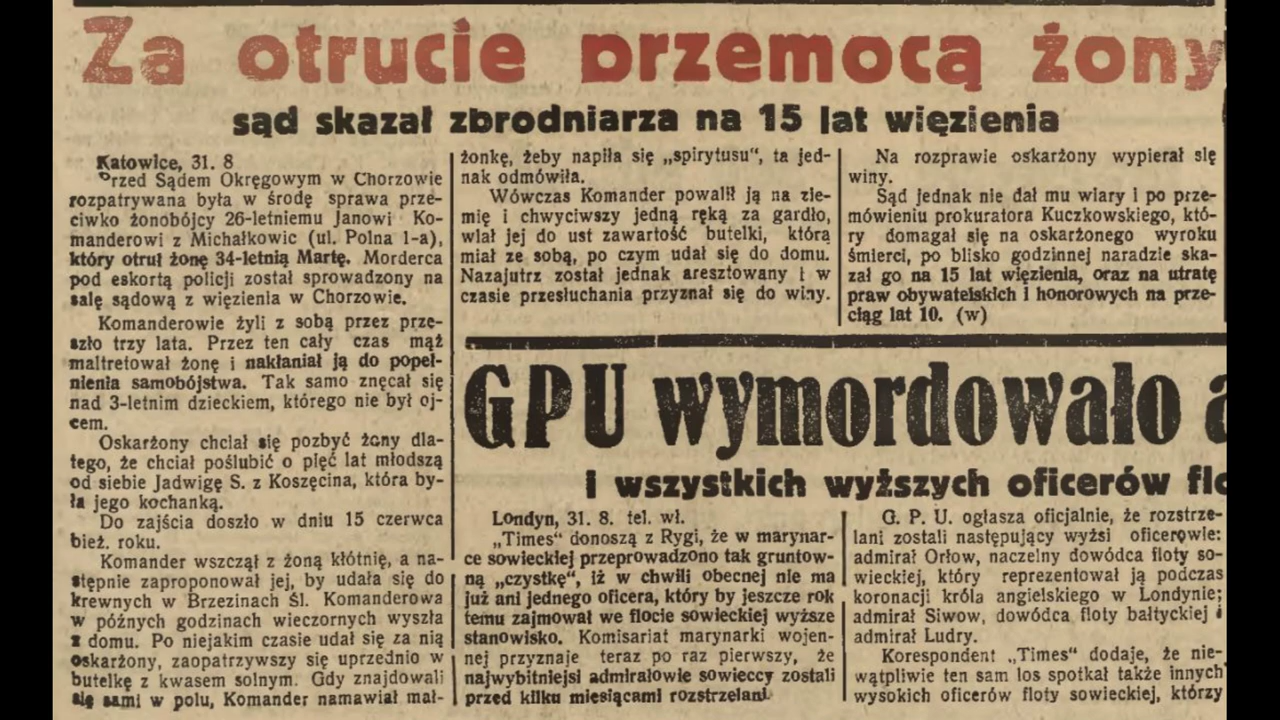 Za otrucie przemocą żony
sąd skazał zbrodniarza na 15 lat więzienia
Katowice, 31. 8
Przed Sądem Okręgowym w Chorzowie
rozpatrywana była w środę sprawa prze-
ciwko żonobójcy 26-letniemu Janowi Ko-
manderowi z Michałkowic (ul. Polna 1-a),
który otruł żonę 34-letnią Martę. Morderca
pod eskortą policji został sprowadzony na
salę sądową z więzienia w Chorzowie.
Komanderowie żyli z sobą przez prze-
szło trzy lata. Przez ten cały czas mąż
maltretował żonę i nakłaniał ją do popeł-
nienia samobójstwa. Tak samo znęcał się
nad 3-letnim dzieckiem, którego nie był oj-
cem.
Oskarżony chciał się pozbyć żony dla-
tego, że chciał poślubić o pięć lat młodszą
od siebie Jadwigę S. z Koszęcina, która by-
ła jego kochanką.
Do zajścia doszło w dniu 15 czerwca
bież. roku.
Komander wszczął z żoną kłótnię, a na-
stępnie zaproponował jej, by udała się do
krewnych w Brzezinach Śl. Komanderowa
w późnych godzinach wieczornych wyszła
z domu. Po niejakim czasie udał się za nią
oskarżony, zaopatrzywszy się uprzednio w
butelkę z kwasem solnym. Gdy znajdowali
się sami w polu, Komander namawiał mał-
żonkę, żeby napiła się „spirytusu“, ta jed-
nak odmówiła.
Wówczas Komander powalił ją na zie-
mię i chwyciwszy jedną ręką za gardło,
wlał jej do ust zawartość butelki, którą
miał ze sobą, po czym udał się do domu.
Nazajutrz został jednak aresztowany i w
czasie przesłuchania przyznał się do winy.
Na rozprawie oskarżony wypierał się
winy.
Sąd jednak nie dał mu wiary i po prze-
mówieniu prokuratora Kuczkowskiego, któ-
ry domagał się na oskarżonego wyroku
śmierci, po blisko godzinnej naradzie ska-
zał go na 15 lat więzienia, oraz na utratę
praw obywatelskich i honorowych na prze-
ciąg lat 10. (w)
GPU wymordowało a
i wszystkich wyższych oficerów flo
Londyn, 31. 8. tel. wł.
„Times“ donoszą z Rygi, że w marynar-
ce sowieckiej przeprowadzono tak gruntow-
ną „czystkę“, iż w chwili obecnej nie ma
już ani jednego oficera, który by jeszcze rok
temu zajmował we flocie sowieckiej wyższe
stanowisko. Komisariat marynarki wojen-
nej przyznaje teraz po raz pierwszy, że
najwybitniejsi admirałowie sowieccy zostali
przed kilku miesiącami rozstrzelani.
G. P. U. ogłasza oficjalnie, że rozstrze-
lani zostali następujący wyżsi oficerowie:
admirał Orłow, naczelny dowódca floty so-
wieckiej, który reprezentował ją podczas
koronacji króla angielskiego w Londynie;
admirał Siwow, dowódca floty bałtyckiej i
admirał Ludry.
Korespondent „Times“ dodaje, że nie-
wątpliwie ten sam los spotkał także innych
wysokich oficerów floty sowieckiej, którzy